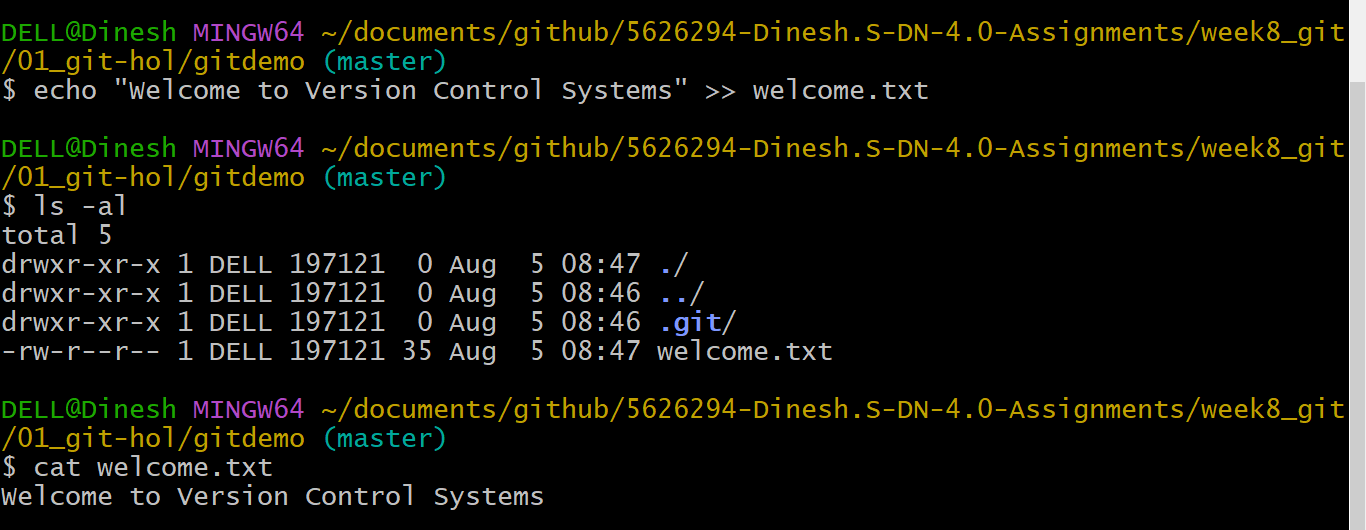 DELL@Dinesh MINGW64 ~/documents/github/5626294-Dinesh.S-DN-4.0-Assignments/week8_git
/01_git-hol/gitdemo (master)
$ echo "Welcome to Version Control Systems" >> welcome.txt
DELL@Dinesh MINGW64 ~/documents/github/5626294-Dinesh.S-DN-4.0-Assignments/week8_git
/01_git-hol/gitdemo (master)
$ ls -al
total 5
drwxr-xr-x 1 DELL 197121  0 Aug  5 08:47 ./
drwxr-xr-x 1 DELL 197121  0 Aug  5 08:46 ../
drwxr-xr-x 1 DELL 197121  0 Aug  5 08:46 .git/
-rw-r--r-- 1 DELL 197121 35 Aug  5 08:47 welcome.txt
DELL@Dinesh MINGW64 ~/documents/github/5626294-Dinesh.S-DN-4.0-Assignments/week8_git
/01_git-hol/gitdemo (master)
$ cat welcome.txt
Welcome to Version Control Systems